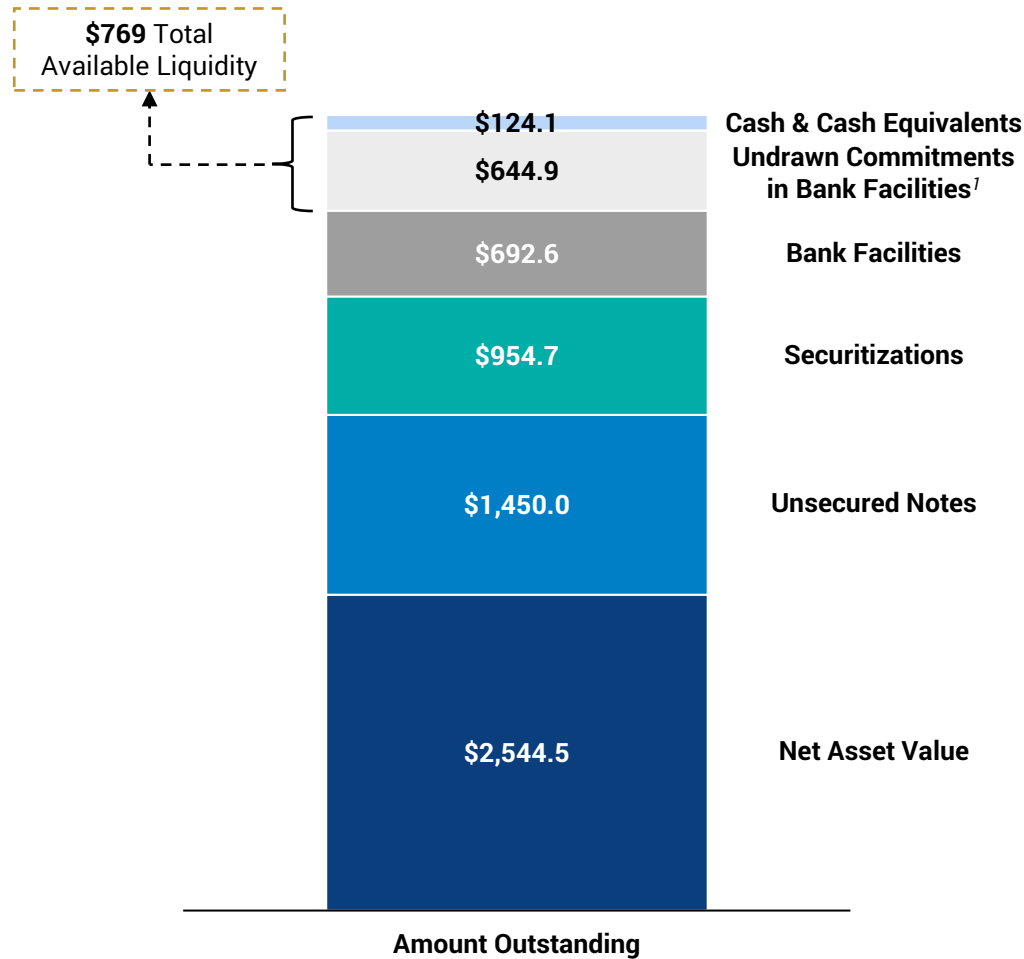 $769 Total
Available Liquidity
$124.1
Cash & Cash Equivalents
$644.9
Undrawn Commitments
in Bank Facilities¹
$692.6
Bank Facilities
$954.7
Securitizations
$1,450.0
Unsecured Notes
$2,544.5
Net Asset Value
Amount Outstanding